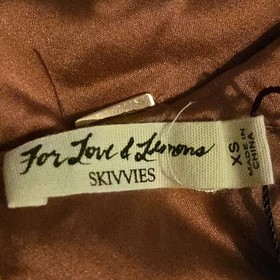 For Love & Lemons
SKIVVIES
XS
MADE IN
CHINA